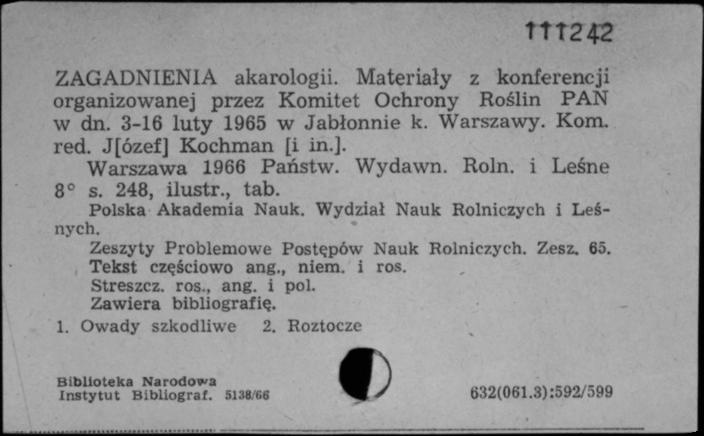 111242
ZAGADNIENIA akarologii. Materiały z konferencji
organizowanej przez Komitet Ochrony Roślin PAN
w dn. 3-16 luty 1965 w Jabłonnie k. Warszawy. Kom.
red. J[ózef] Kochman [i in.].
Warszawa 1966 Państw. Wydawn. Roln. i Leśne
8° s. 248, ilustr., tab.
Polska Akademia Nauk. Wydział Nauk Rolniczych i Leś-
nych.
Zeszyty Problemowe Postępów Nauk Rolniczych. Zesz. 65.
Tekst częściowo ang., niem. i ros.
Streszcz. ros., ang. i pol.
Zawiera bibliografię.
1. Owady szkodliwe 2. Roztocze
Biblioteka Narodowa
Instytut Bibliograf. 5138/66
632(061.3):592/599